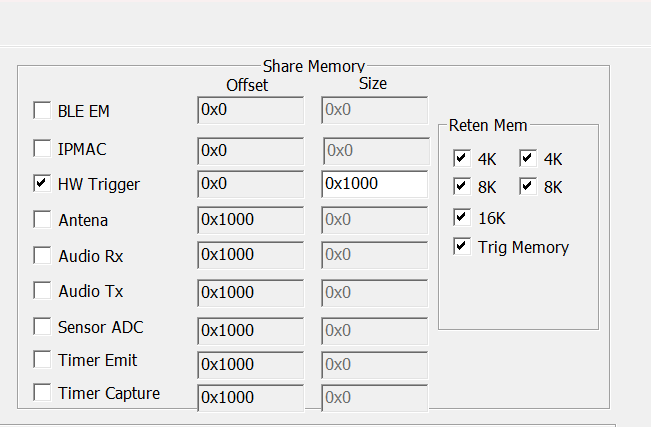 Share Memory
Offset Size
BLE EM 0x0 0x0
IPMAC 0x0 0x0
HW Trigger 0x0 0x1000
Antena 0x1000 0x0
Audio Rx 0x1000 0x0
Audio Tx 0x1000 0x0
Sensor ADC 0x1000 0x0
Timer Emit 0x1000 0x0
Timer Capture 0x1000 0x0
Reten Mem
4K 4K
8K 8K
16K
Trig Memory